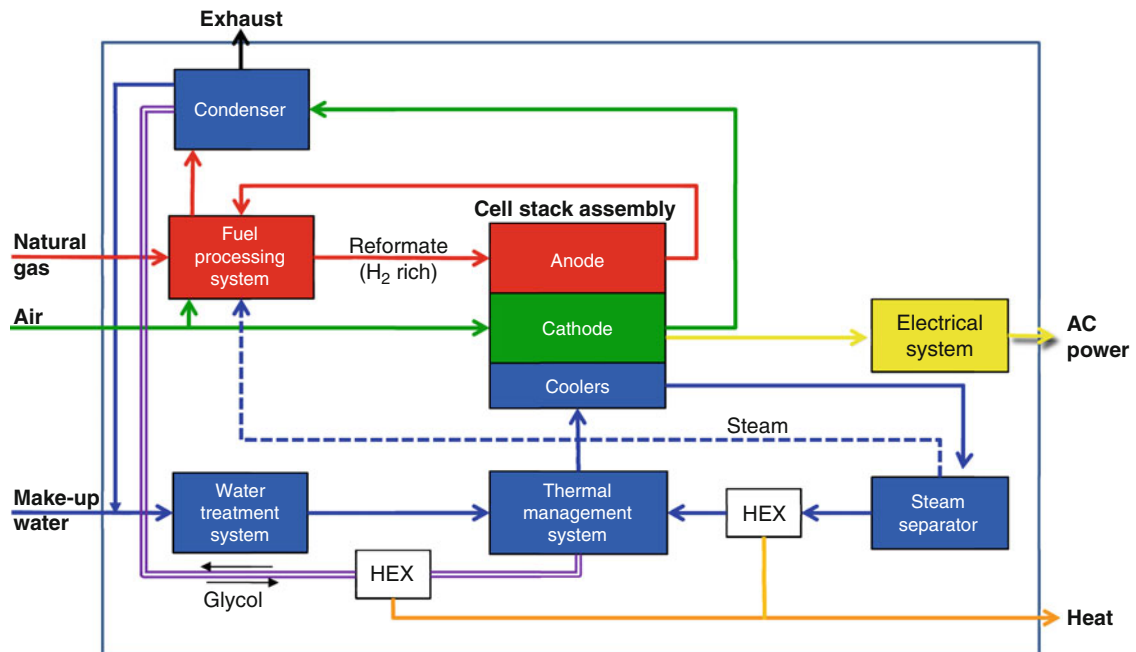 Exhaust
Condenser
Cell stack assembly
Natural
gas
Fuel
processing
system
Reformate
(H₂ rich)
Anode
Air
Cathode
Electrical
system
AC
power
Coolers
Steam
Make-up
water
Water
treatment
system
Thermal
management
system
HEX
Steam
separator
HEX
Glycol
Heat